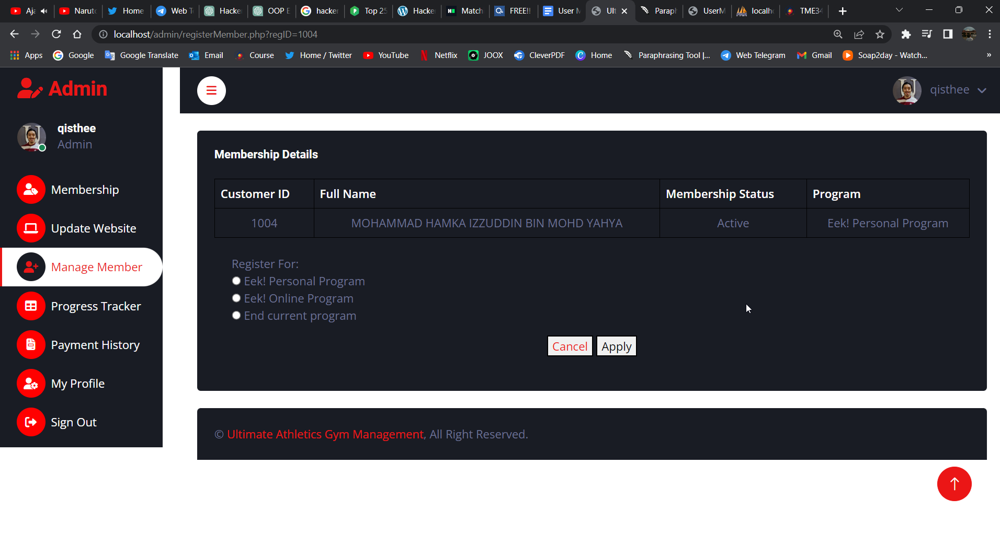 Aja Naruto Home Web T Hacke OOP E hacker Top 25 Hacke Match FREE!! User M Ult Paraph UserM localho TME34
localhost/admin/registerMember.php?regID=1004
Apps Google Google Translate Email Course Home / Twitter YouTube Netflix JOOX CleverPDF Home Paraphrasing Tool |... Web Telegram Gmail Soap2day - Watch... »
Admin
qisthee
qisthee
Admin
Membership
Update Website
Manage Member
Progress Tracker
Payment History
My Profile
Sign Out
Membership Details
Customer ID Full Name Membership Status Program
1004 MOHAMMAD HAMKA IZZUDDIN BIN MOHD YAHYA Active Eek! Personal Program
Register For:
Eek! Personal Program
Eek! Online Program
End current program
Cancel Apply
© Ultimate Athletics Gym Management, All Right Reserved.